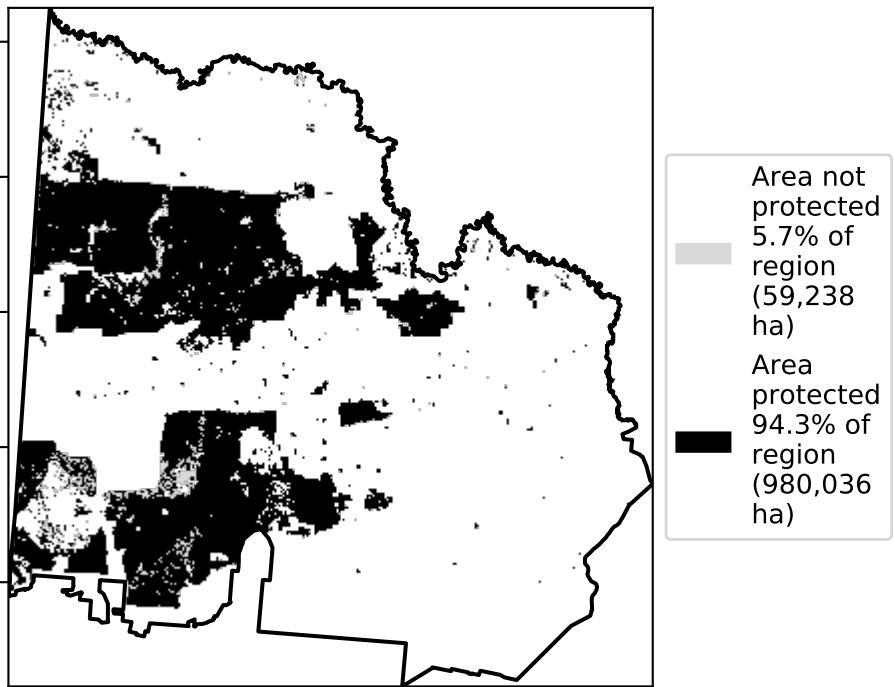 Area not
protected
5.7% of
region
(59,238
ha)
Area
protected
94.3% of
region
(980,036
ha)